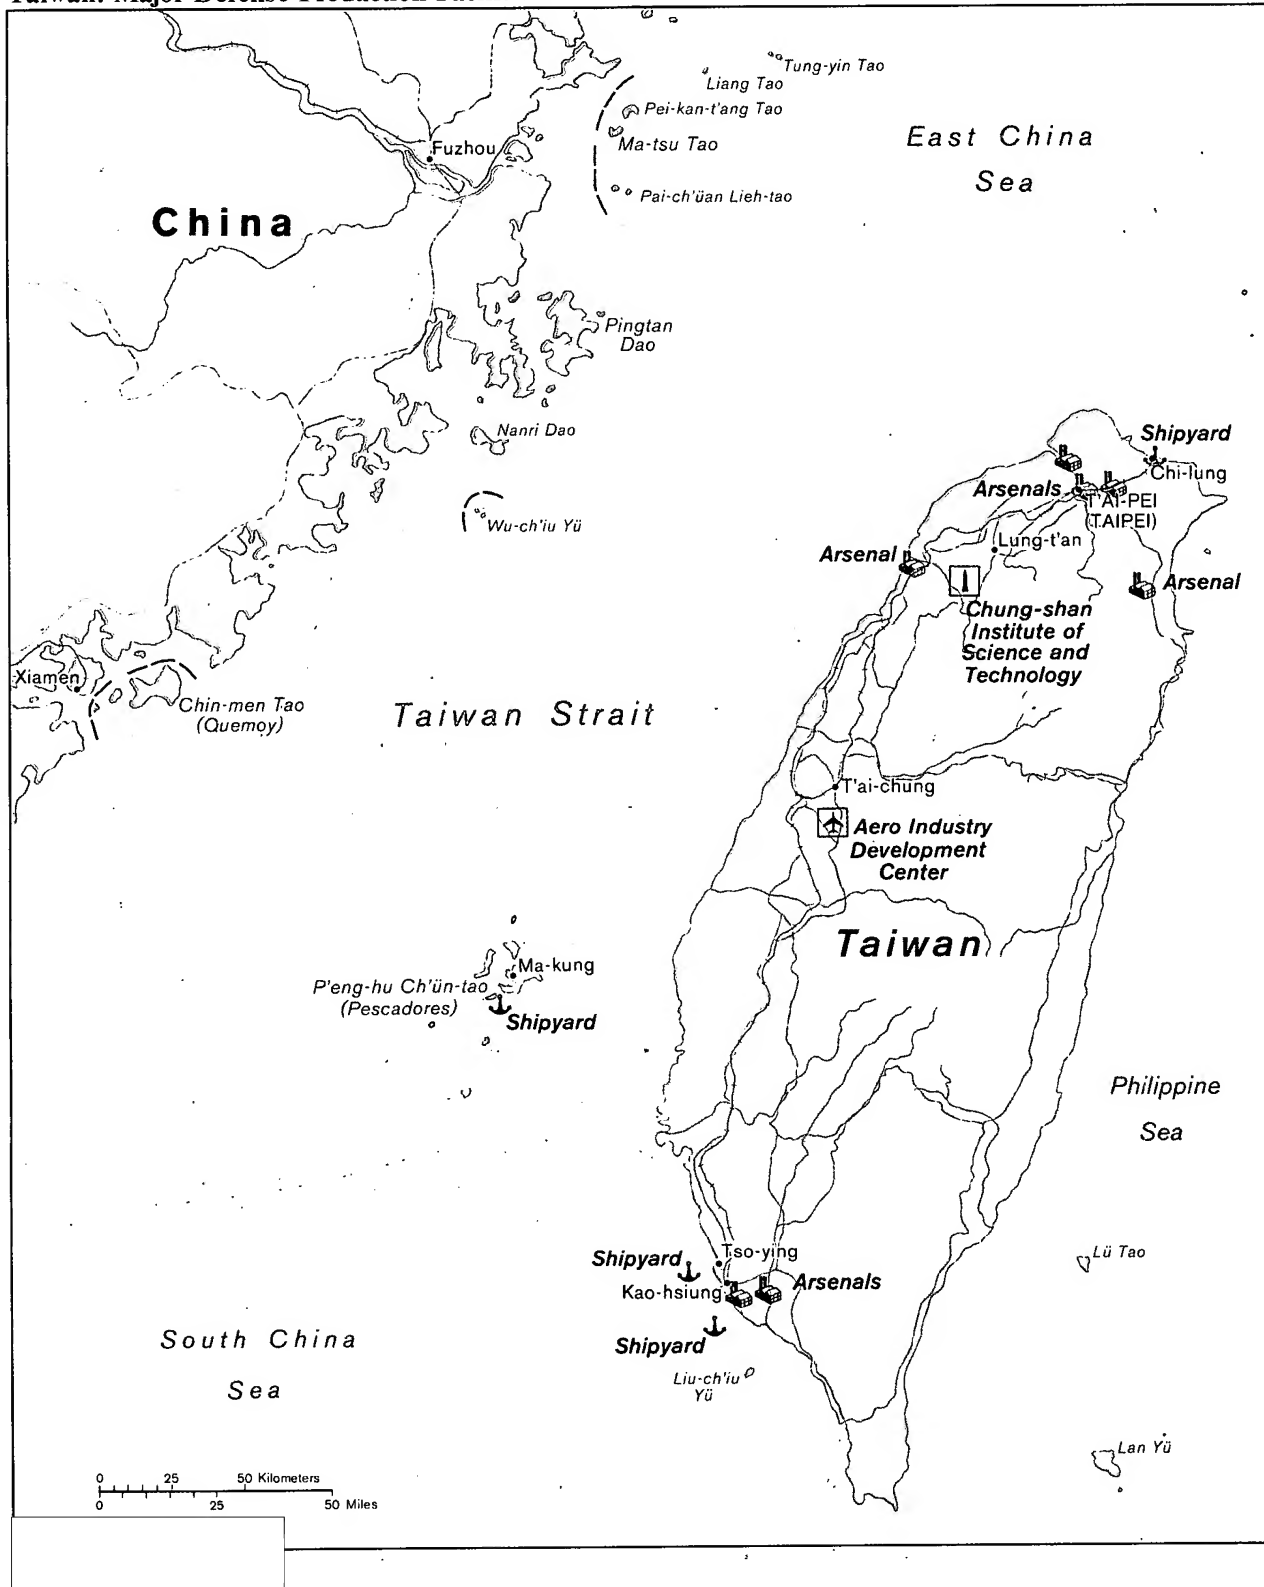 Taiwan: Major Defense Production
Tung-yin Tao
Liang Tao
Pei-kan-t'ang Tao
Ma-tsu Tao
East China
Sea
Fuzhou
Pai-ch'üan Lieh-tao
China
Pingtan
Dao
Nanri Dao
Shipyard
Chi-lung
Arsenals
T'AI-PEI
(TAIPEI)
Wu-ch'iu Yü
Lung-t'an
Arsenal
Arsenal
Chung-shan
Institute of
Science and
Technology
Xiamen
Chin-men Tao
(Quemoy)
Taiwan Strait
T'ai-chung
Aero Industry
Development
Center
Taiwan
Ma-kung
P'eng-hu Ch'ün-tao
(Pescadores)
Shipyard
Philippine
Sea
Tso-ying
Shipyard
Kao-hsiung
Arsenals
Lü Tao
Shipyard
South China
Sea
Liu-ch'iu
Yü
Lan Yü
0 25 50 Kilometers
0 25 50 Miles